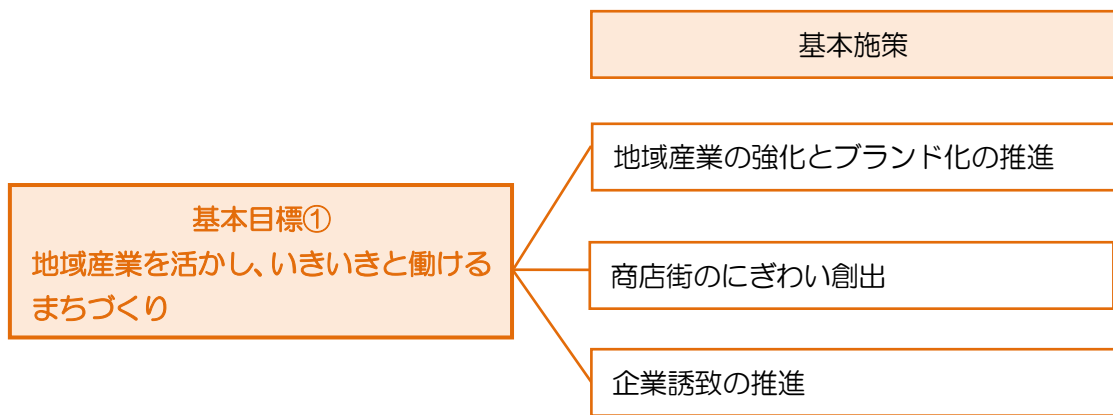 基本施策
基本目標①
地域産業を活かし、いきいきと働ける
まちづくり
地域産業の強化とブランド化の推進
商店街のにぎわい創出
企業誘致の推進